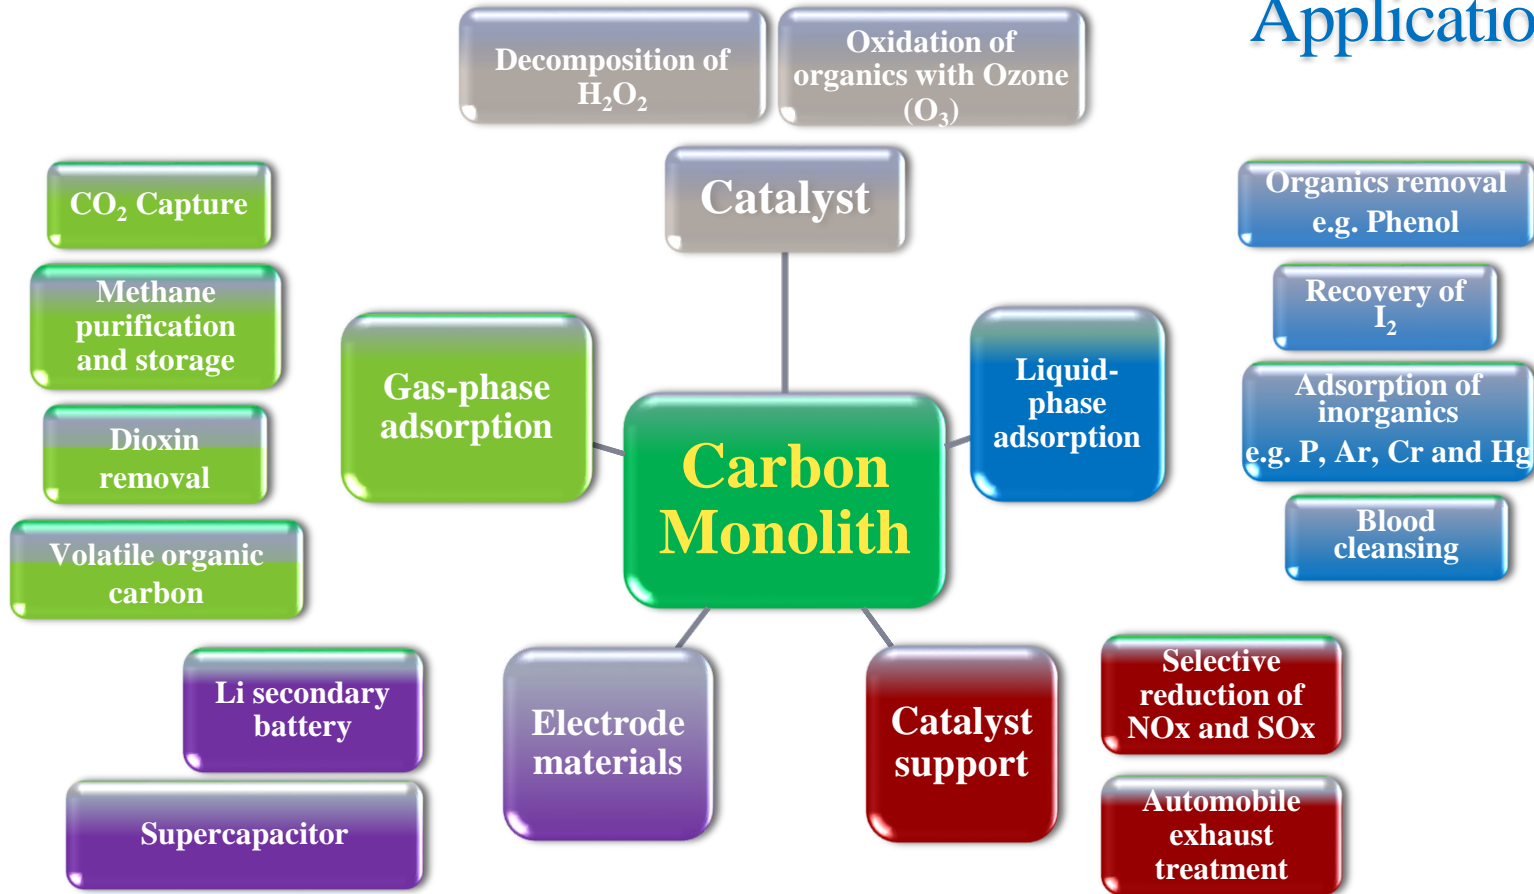 Applicatio
Decomposition of
H₂O₂
Oxidation of
organics with Ozone
(O₃)
Catalyst
CO₂ Capture
Methane
purification
and storage
Dioxin
removal
Volatile organic
carbon
Gas-phase
adsorption
Carbon
Monolith
Liquid-
phase
adsorption
Organics removal
e.g. Phenol
Recovery of
I₂
Adsorption of
inorganics
e.g. P, Ar, Cr and Hg
Blood
cleansing
Li secondary
battery
Supercapacitor
Electrode
materials
Catalyst
support
Selective
reduction of
NOx and SOx
Automobile
exhaust
treatment